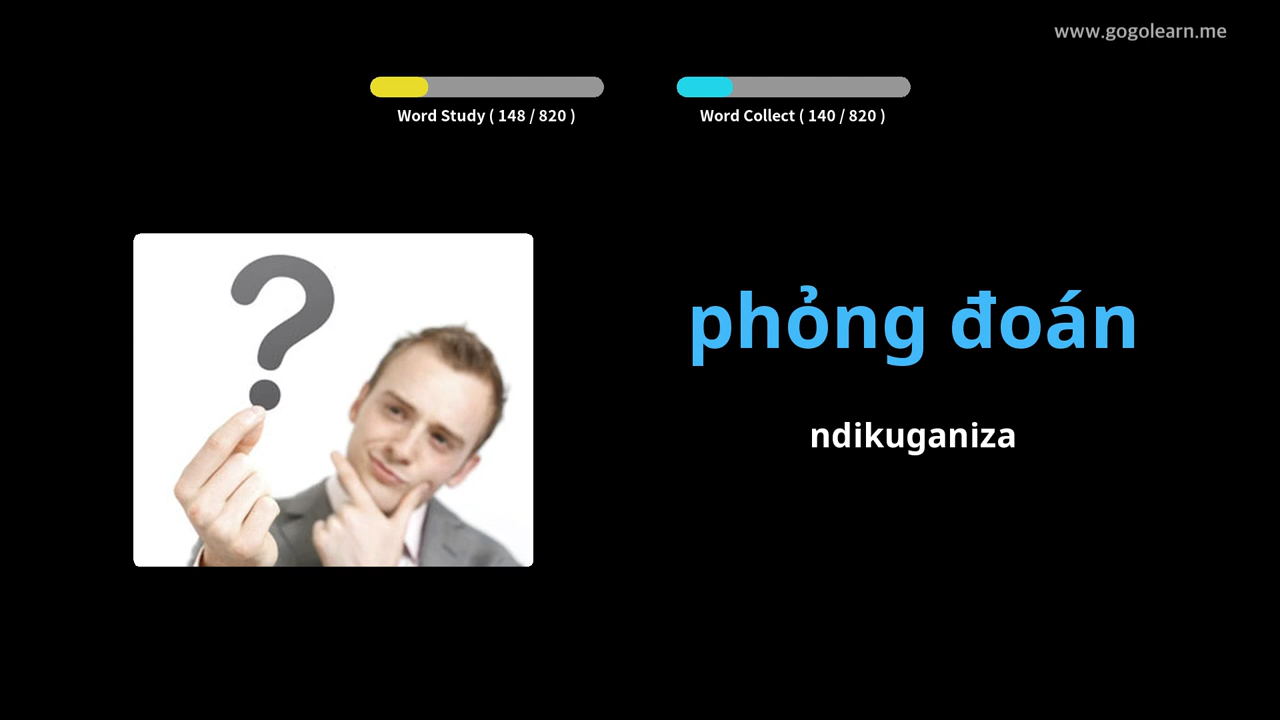 www.gogolearn.me
Word Study ( 148 / 820 )
Word Collect ( 140 / 820 )
?
phỏng đoán
ndikuganiza